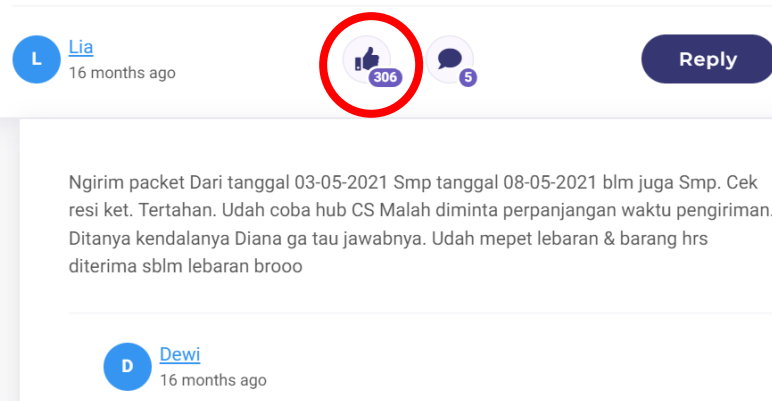 L
Lia
16 months ago
306
5
Reply
Ngirim packet Dari tanggal 03-05-2021 Smp tanggal 08-05-2021 blm juga Smp. Cek
resi ket. Tertahan. Udah coba hub CS Malah diminta perpanjangan waktu pengiriman.
Ditanya kendalanya Diana ga tau jawabnya. Udah mepet lebaran & barang hrs
diterima sblm lebaran brooo
D
Dewi
16 months ago